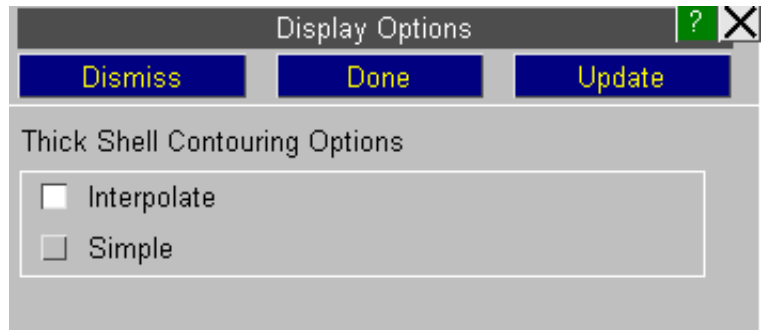 Display Options ?
Dismiss Done Update
Thick Shell Contouring Options
Interpolate
Simple